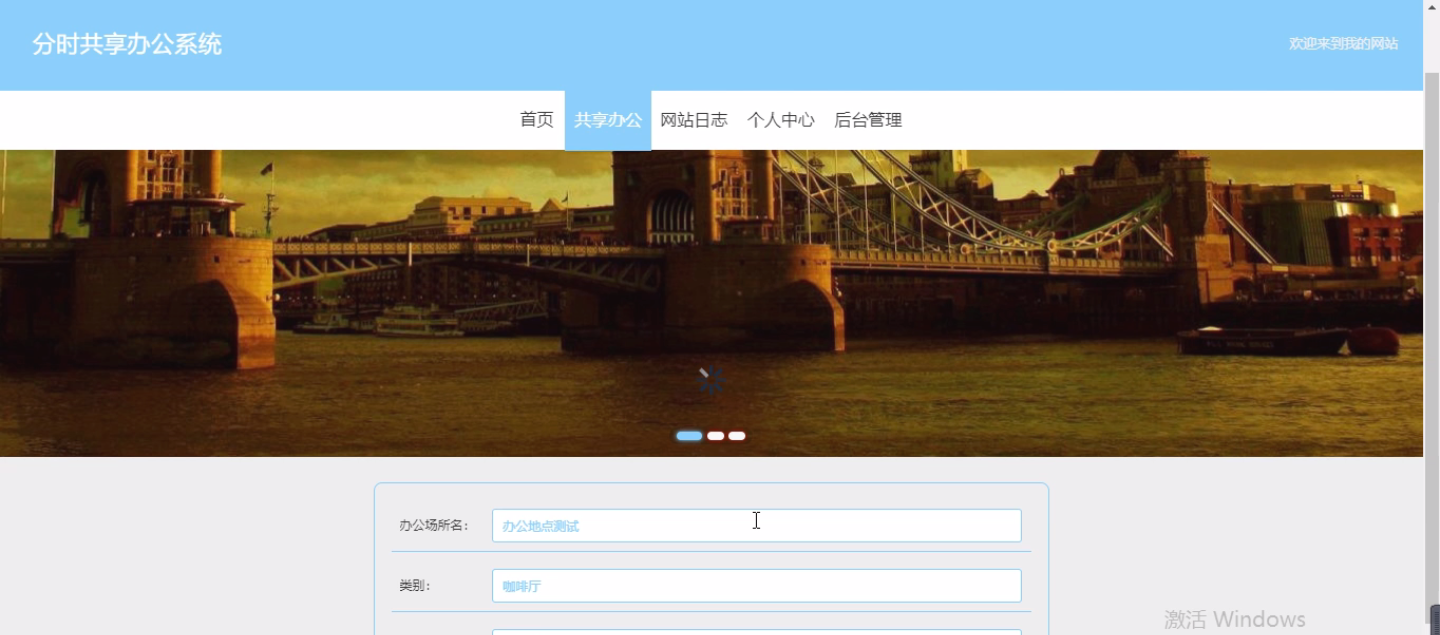 分时共享办公系统
欢迎来到我的网站
首页 共享办公 网站日志 个人中心 后台管理
办公场所名： 办公地点测试
类别： 咖啡厅
激活 Windows